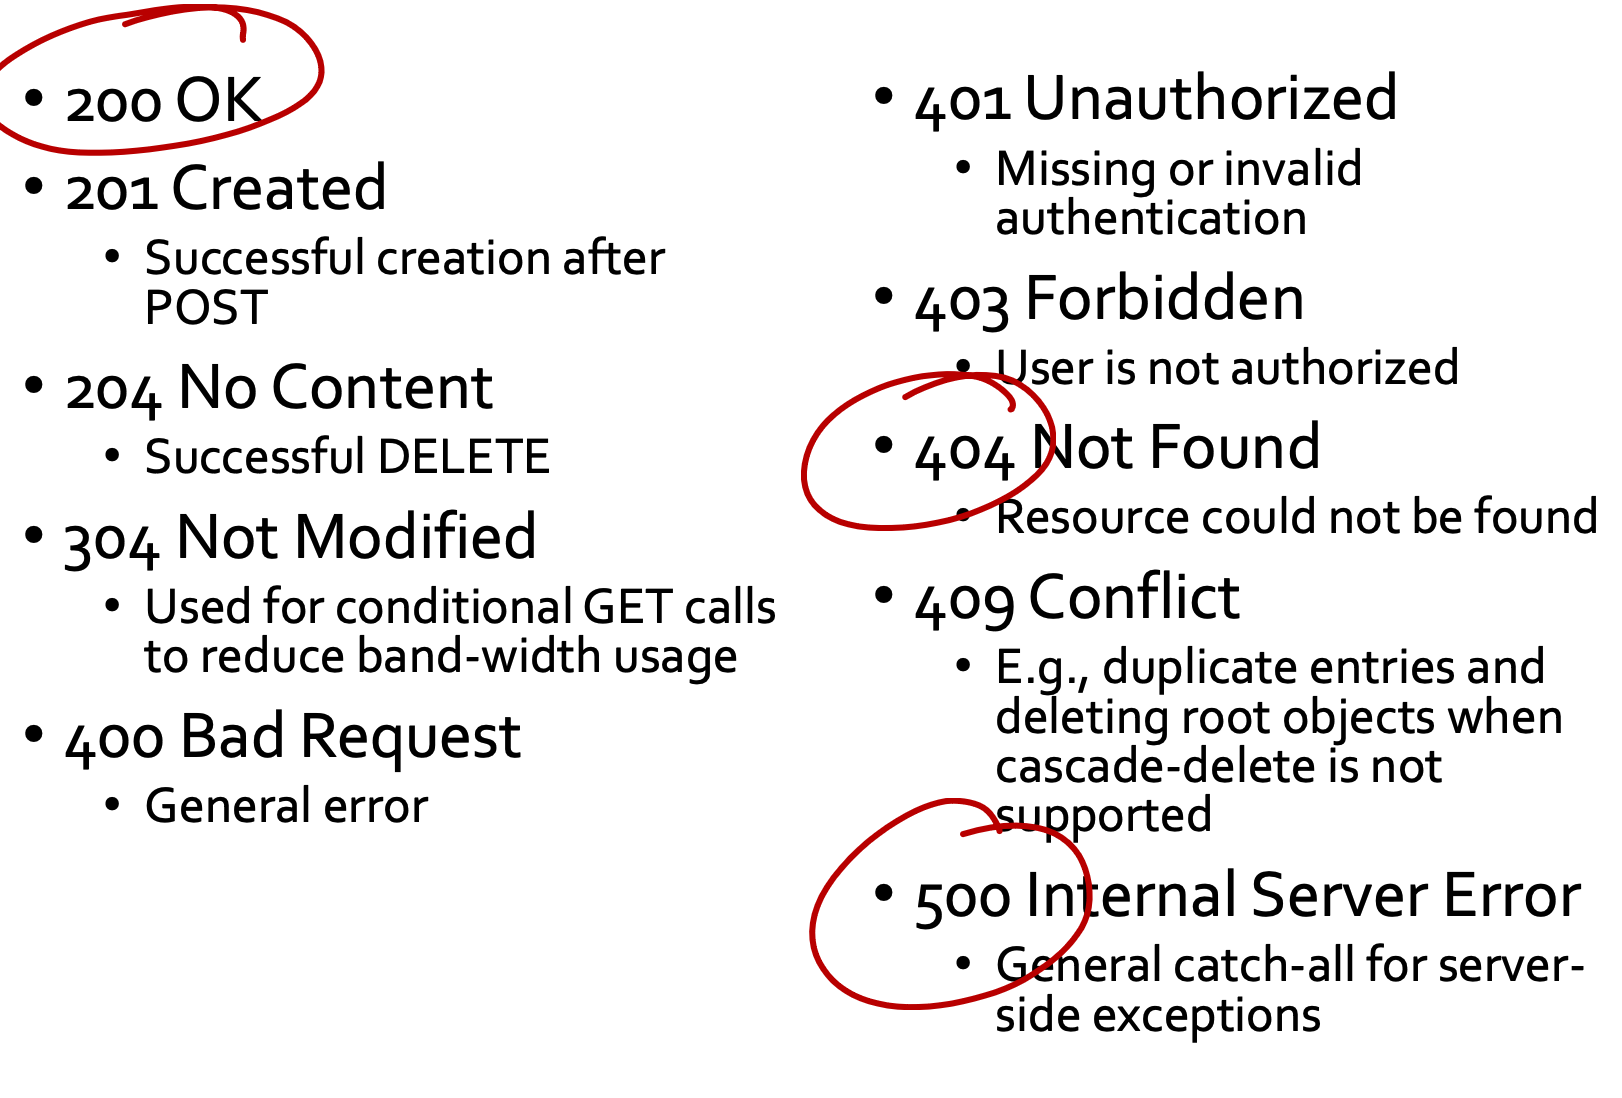 • 200 OK
• 201 Created
• Successful creation after
POST
• 204 No Content
• Successful DELETE
• 304 Not Modified
• Used for conditional GET calls
to reduce band-width usage
• 400 Bad Request
• General error
• 401 Unauthorized
• Missing or invalid
authentication
• 403 Forbidden
• User is not authorized
• 404 Not Found
• Resource could not be found
• 409 Conflict
• E.g., duplicate entries and
deleting root objects when
cascade-delete is not
supported
• 500 Internal Server Error
• General catch-all for server-
side exceptions